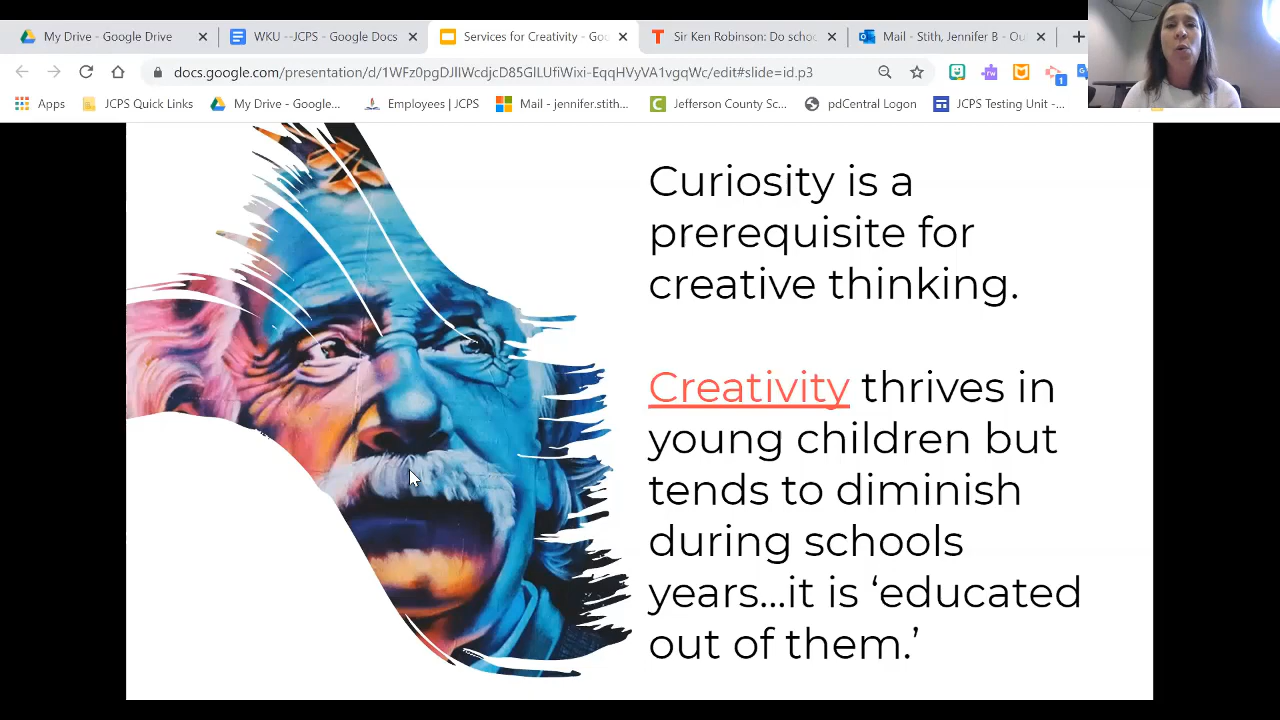 My Drive - Google Drive
WKU --JCPS - Google Docs
Services for Creativity - Goo
Sir Ken Robinson: Do schoo
Mail - Stith, Jennifer B - Ou
docs.google.com/presentation/d/1WFz0pgDJlIWcdjcD85GlLUfiWixi-EqqHVyVA1vgqWc/edit#slide=id.p3
1
Apps
JCPS Quick Links
My Drive - Google...
Employees | JCPS
Mail - jennifer.stith...
Jefferson County Sc...
pdCentral Logon
JCPS Testing Unit -...
Curiosity is a
prerequisite for
creative thinking.
Creativity thrives in
young children but
tends to diminish
during schools
years...it is ‘educated
out of them.’